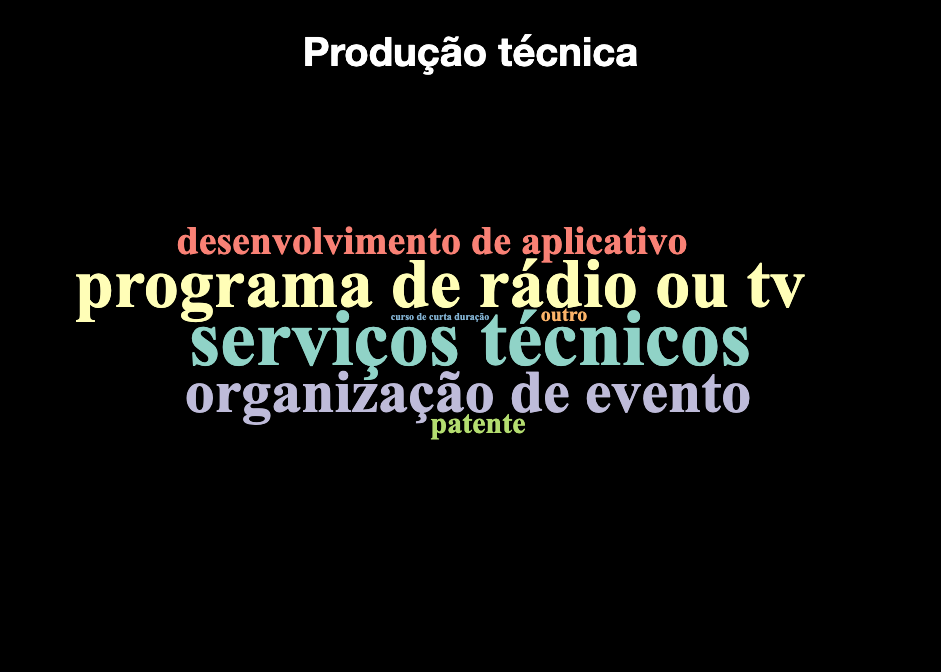 Produção técnica
desenvolvimento de aplicativo
programa de rádio ou tv
curso de curta duração
outro
serviços técnicos
organização de evento
patente